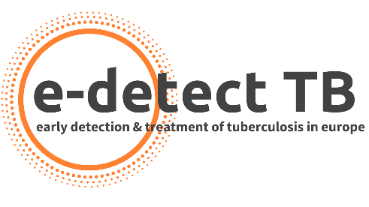 e-detect TB
early detection & treatment of tuberculosis in europe